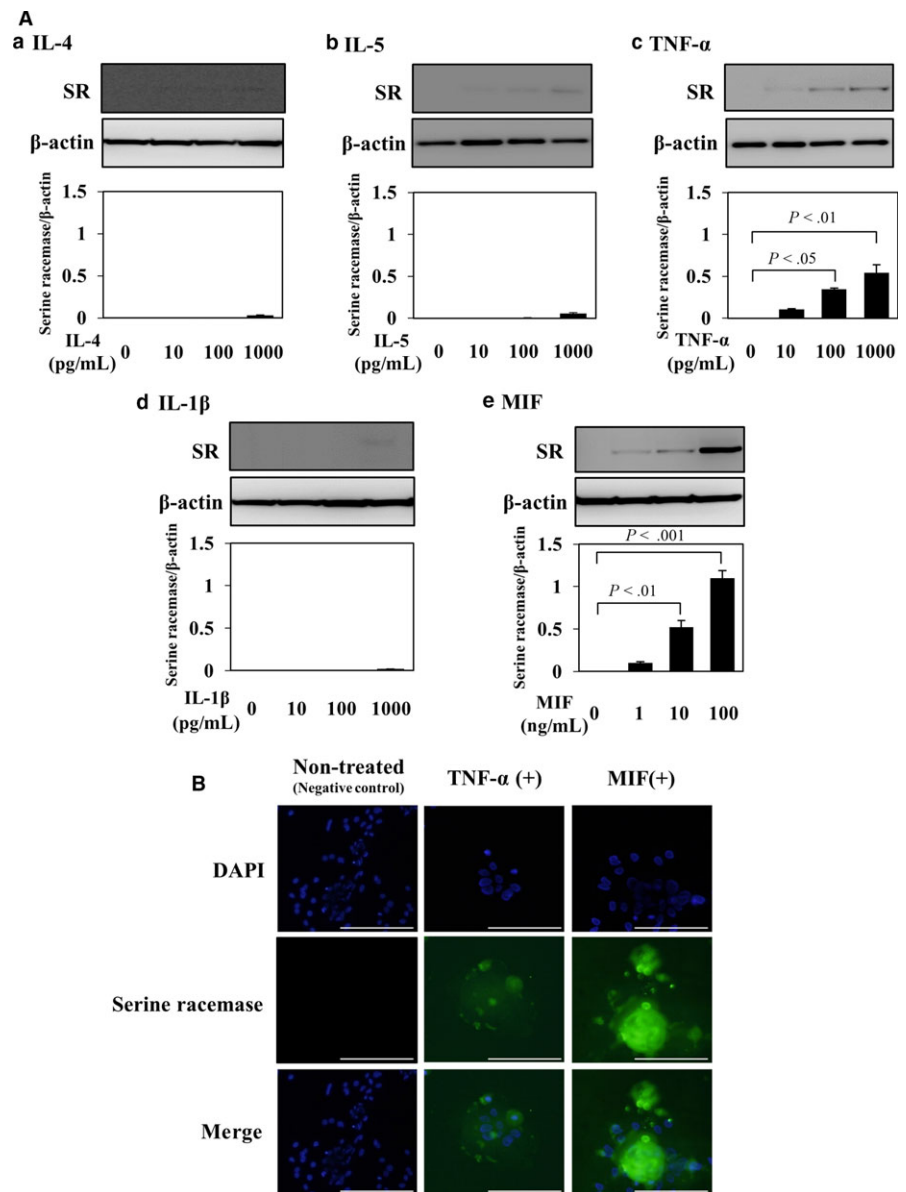 A
a IL-4
b IL-5
c TNF-α
SR
SR
SR
β-actin
β-actin
β-actin
Serine racemase/β-actin
1.5
1
0.5
0
IL-4
(pg/mL)
0 10 100 1000
Serine racemase/β-actin
1.5
1
0.5
0
IL-5
(pg/mL)
0 10 100 1000
Serine racemase/β-actin
1.5
1
0.5
0
P < .01
P < .05
TNF-α
(pg/mL)
0 10 100 1000
d IL-1β
e MIF
SR
SR
β-actin
β-actin
Serine racemase/β-actin
1.5
1
0.5
0
IL-1β
(pg/mL)
0 10 100 1000
Serine racemase/β-actin
1.5
1
0.5
0
P < .001
P < .01
MIF
(ng/mL)
0 1 10 100
B
Non-treated
(Negative control)
TNF-α (+)
MIF(+)
DAPI
Serine racemase
Merge